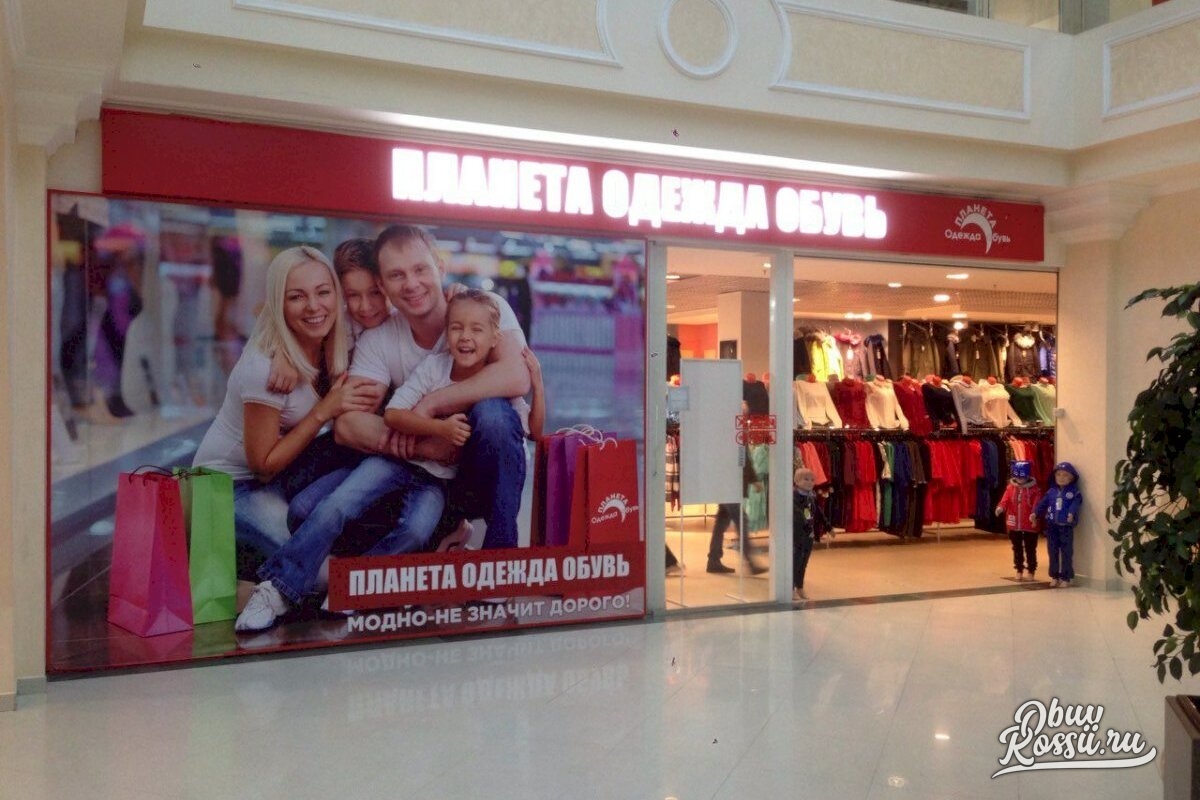 ПЛАНЕТА ОДЕЖДА ОБУВЬ
ПЛАНЕТА
Одежда Обувь
ПЛАНЕТА
Одежда Обувь
ПЛАНЕТА ОДЕЖДА ОБУВЬ
МОДНО-НЕ ЗНАЧИТ ДОРОГО!
Obuv
Rossii.ru